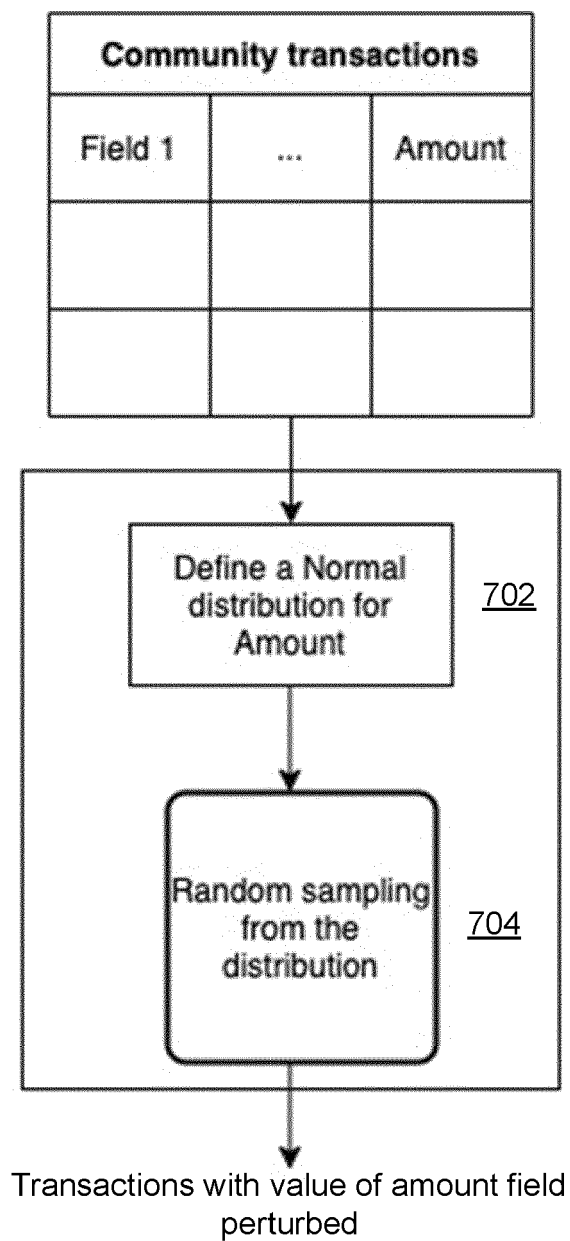 Community transactions
Field 1
...
Amount
Define a Normal
distribution for
Amount
702
Random sampling
from the
distribution
704
Transactions with value of amount field
perturbed